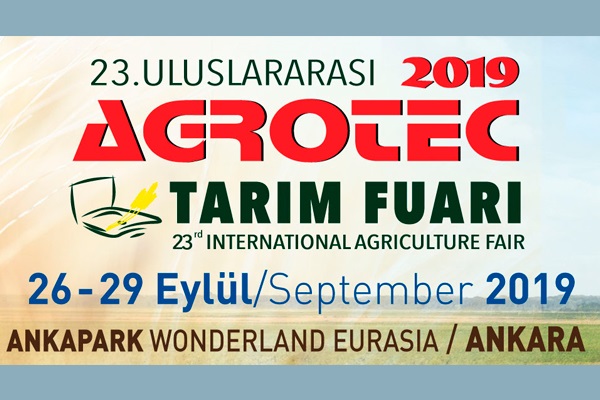 23.ULUSLARARASI 2019
AGROTEC
TARIM FUARI
23rd INTERNATIONAL AGRICULTURE FAIR
26-29 Eylül/September 2019
ANKAPARK WONDERLAND EURASIA / ANKARA